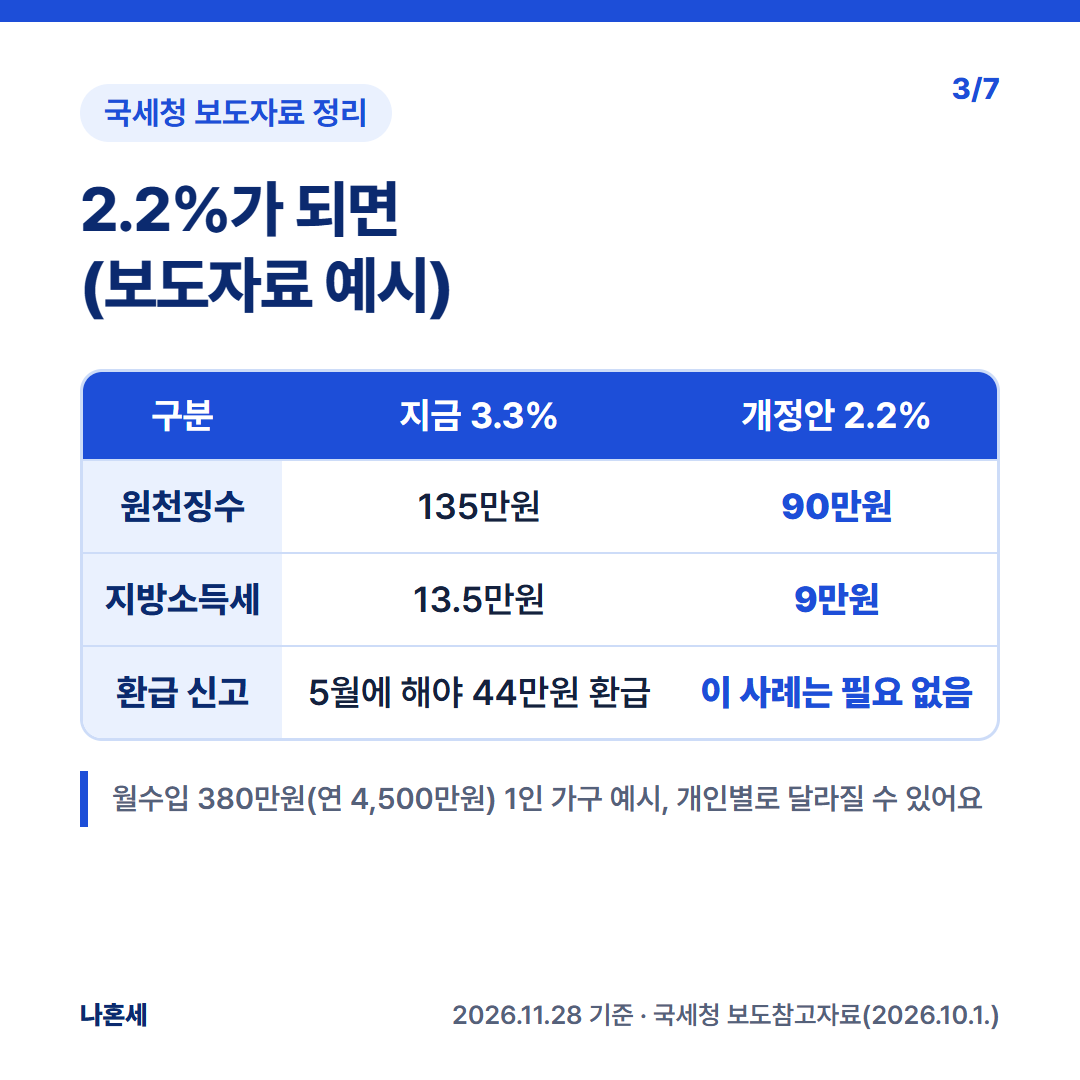 국세청 보도자료 정리
3/7
2.2%가 되면
(보도자료 예시)
구분 지금 3.3% 개정안 2.2%
원천징수 135만원 90만원
지방소득세 13.5만원 9만원
환급 신고 5월에 해야 44만원 환급 이 사례는 필요 없음
월수입 380만원(연 4,500만원) 1인 가구 예시, 개인별로 달라질 수 있어요
나혼세
2026.11.28 기준 · 국세청 보도참고자료(2026.10.1.)